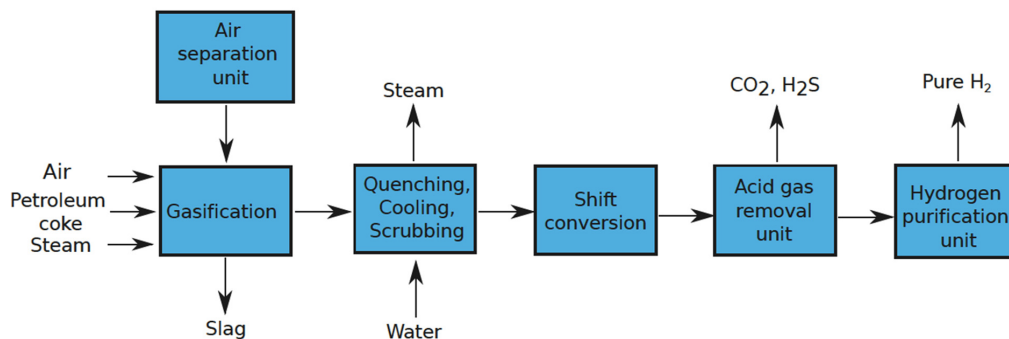 Air
separation
unit
Steam
CO2, H2S
Pure H₂
Air
Petroleum
coke
Steam
Gasification
Quenching,
Cooling,
Scrubbing
Shift
conversion
Acid gas
removal
unit
Hydrogen
purification
unit
Slag
Water